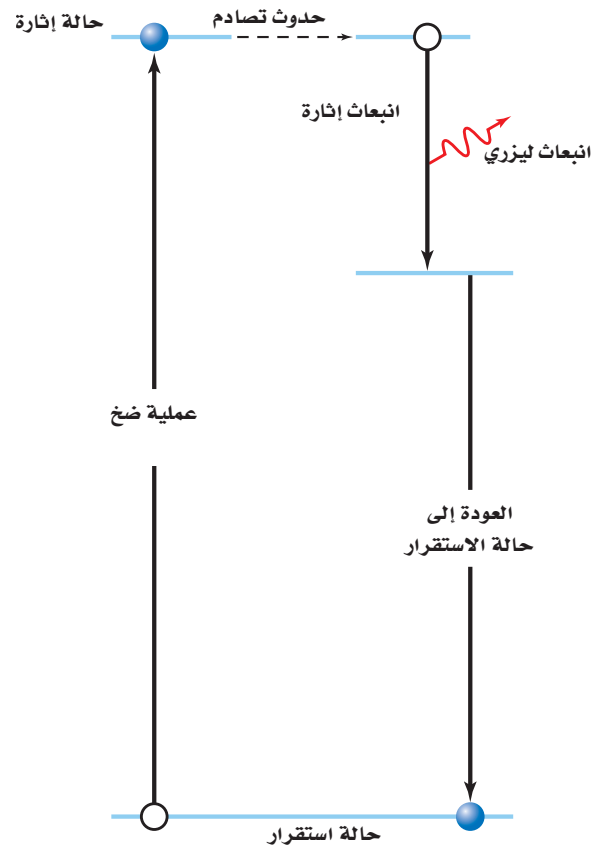 حدوث تصادم
حالة إثارة
انبعاث إثارة
انبعاث ليزري
عملية ضخ
العودة إلى
حالة الاستقرار
حالة استقرار